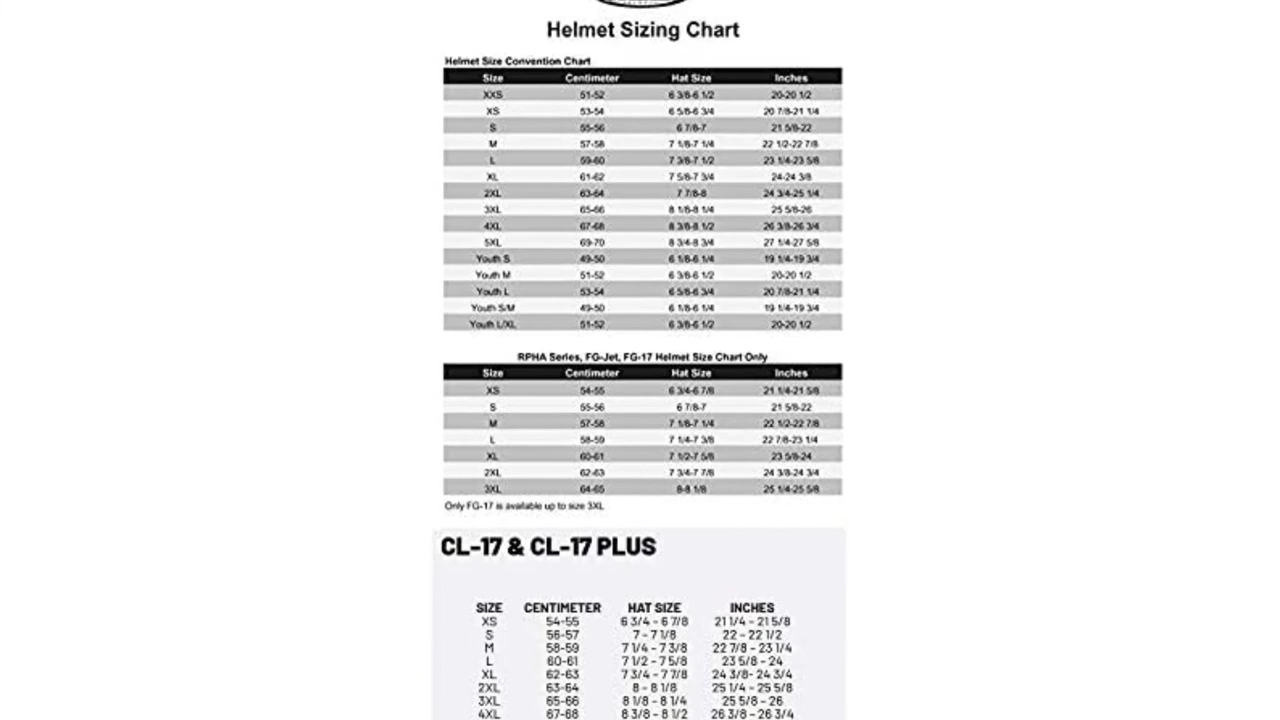 Helmet Sizing Chart
Helmet Size Convention Chart
Size Centimeter Hat Size Inches
XXS 51-52 6 3/8-6 1/2 20-20 1/2
XS 53-54 6 5/8-6 3/4 20 7/8-21 1/4
S 55-56 6 7/8-7 21 5/8-22
M 57-58 7 1/8-7 1/4 22 1/2-22 7/8
L 59-60 7 3/8-7 1/2 23 1/4-23 5/8
XL 61-62 7 5/8-7 3/4 24-24 3/8
2XL 63-64 7 7/8-8 24 3/4-25 1/4
3XL 65-66 8 1/8-8 1/4 25 5/8-26
4XL 67-68 8 3/8-8 1/2 26 3/8-26 3/4
5XL 69-70 8 3/4-8 3/4 27 1/4-27 5/8
Youth S 49-50 6 1/8-6 1/4 19 1/4-19 3/4
Youth M 51-52 6 3/8-6 1/2 20-20 1/2
Youth L 53-54 6 5/8-6 3/4 20 7/8-21 1/4
Youth S/M 49-50 6 1/8-6 1/4 19 1/4-19 3/4
Youth L/XL 51-52 6 3/8-6 1/2 20-20 1/2
RPHA Series, FG-Jet, FG-17 Helmet Size Chart Only
Size Centimeter Hat Size Inches
XS 54-55 6 3/4-6 7/8 21 1/4-21 5/8
S 55-56 6 7/8-7 21 5/8-22
M 57-58 7 1/8-7 1/4 22 1/2-22 7/8
L 58-59 7 1/4-7 3/8 22 7/8-23 1/4
XL 60-61 7 1/2-7 5/8 23 5/8-24
2XL 62-63 7 3/4-7 7/8 24 3/8-24 3/4
3XL 64-65 8-8 1/8 25 1/4-25 5/8
Only FG-17 is available up to size 3XL
CL-17 & CL-17 PLUS
SIZE CENTIMETER HAT SIZE INCHES
XS 54-55 6 3/4 - 6 7/8 21 1/4 - 21 5/8
S 56-57 7 - 7 1/8 22 - 22 1/2
M 58-59 7 1/4 - 7 3/8 22 7/8 - 23 1/4
L 60-61 7 1/2 - 7 5/8 23 5/8 - 24
XL 62-63 7 3/4 - 7 7/8 24 3/8- 24 3/4
2XL 63-64 8 - 8 1/8 25 1/4 - 25 5/8
3XL 65-66 8 1/8 - 8 1/4 25 5/8 - 26
4XL 67-68 8 3/8 - 8 1/2 26 3/8 - 26 3/4